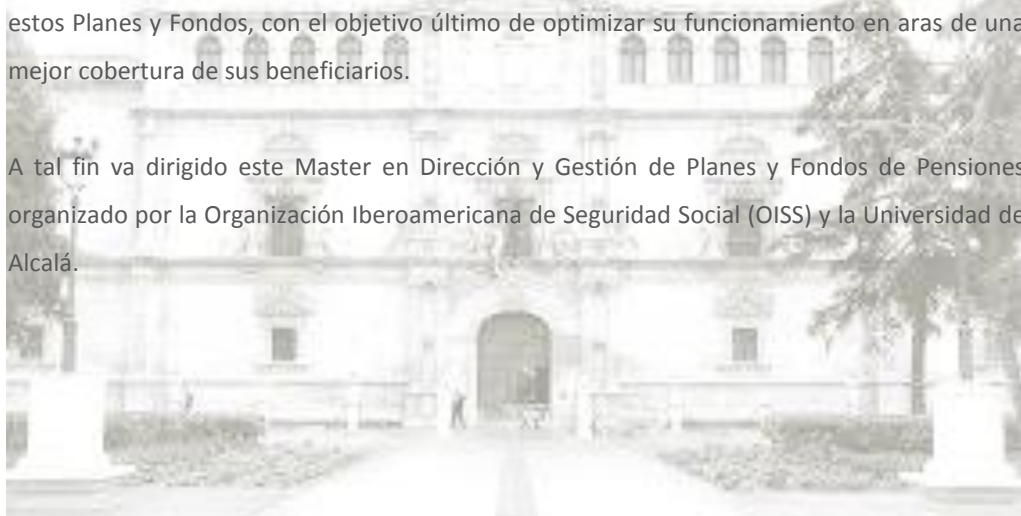 estos Planes y Fondos, con el objetivo último de optimizar su funcionamiento en aras de una
mejor cobertura de sus beneficiarios.
A tal fin va dirigido este Master en Dirección y Gestión de Planes y Fondos de Pensiones
organizado por la Organización Iberoamericana de Seguridad Social (OISS) y la Universidad de
Alcalá.